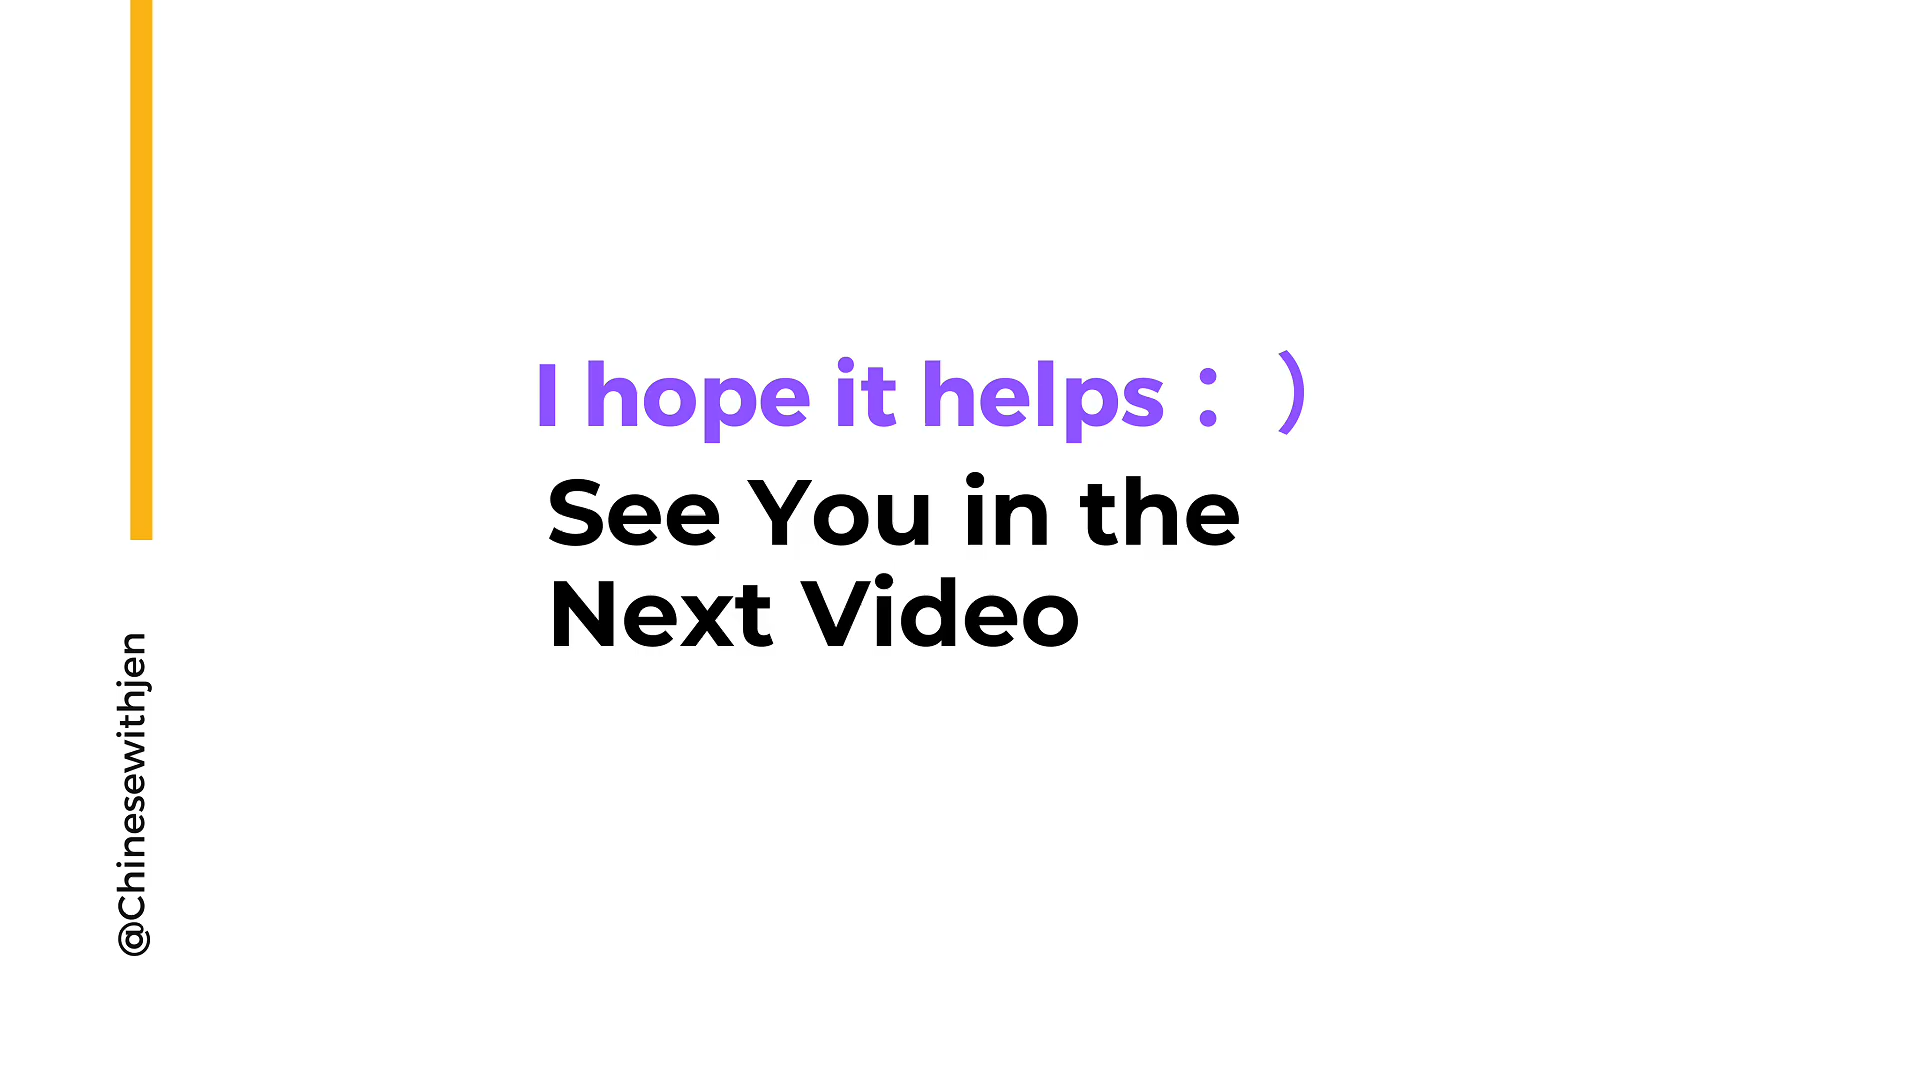 I hope it helps：）
See You in the
Next Video
@Chinesewithjen